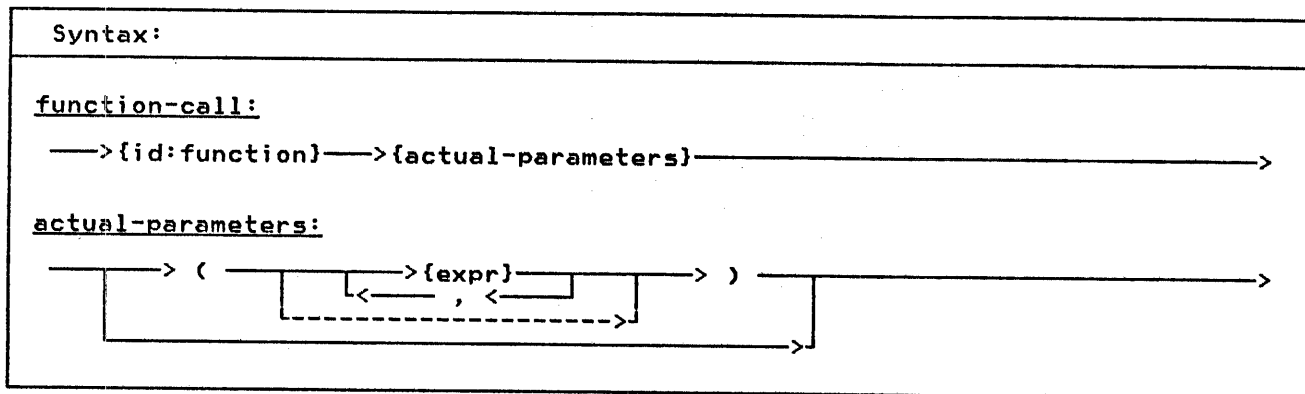 Syntax:
function-call:
——>{id:function}——>{actual-parameters}————————————————>
actual-parameters:
————> ( ————————>{expr}————————> ) ————————————————>
<———— , <————
-------------------->
————————————————————————————>